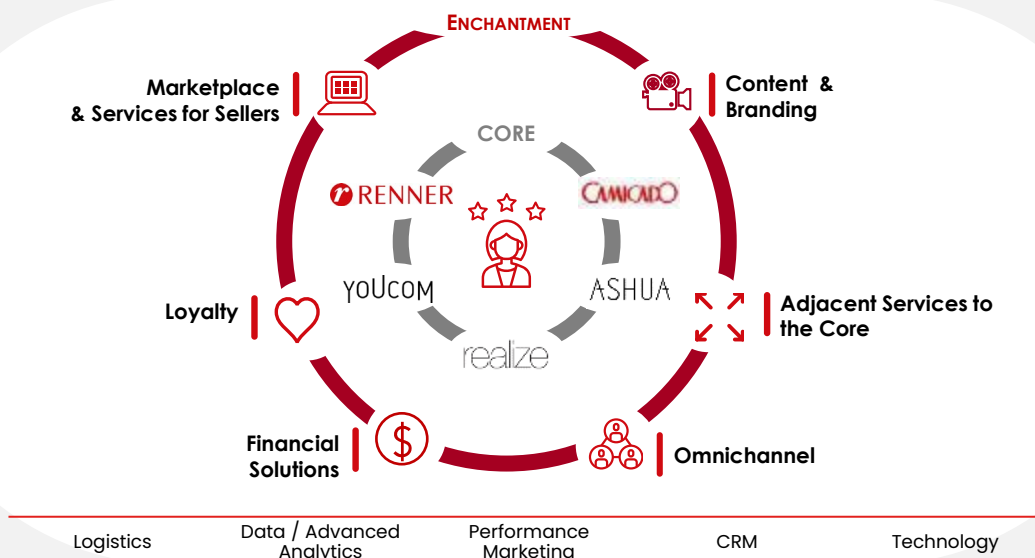 ENCHANTMENT
Marketplace
& Services for Sellers
Content &
Branding
CORE
RENNER
CAMICADO
YOUCOM
ASHUA
realize
Loyalty
Adjacent Services to
the Core
Financial
Solutions
$
Omnichannel
Logistics
Data / Advanced
Analytics
Performance
Marketing
CRM
Technology